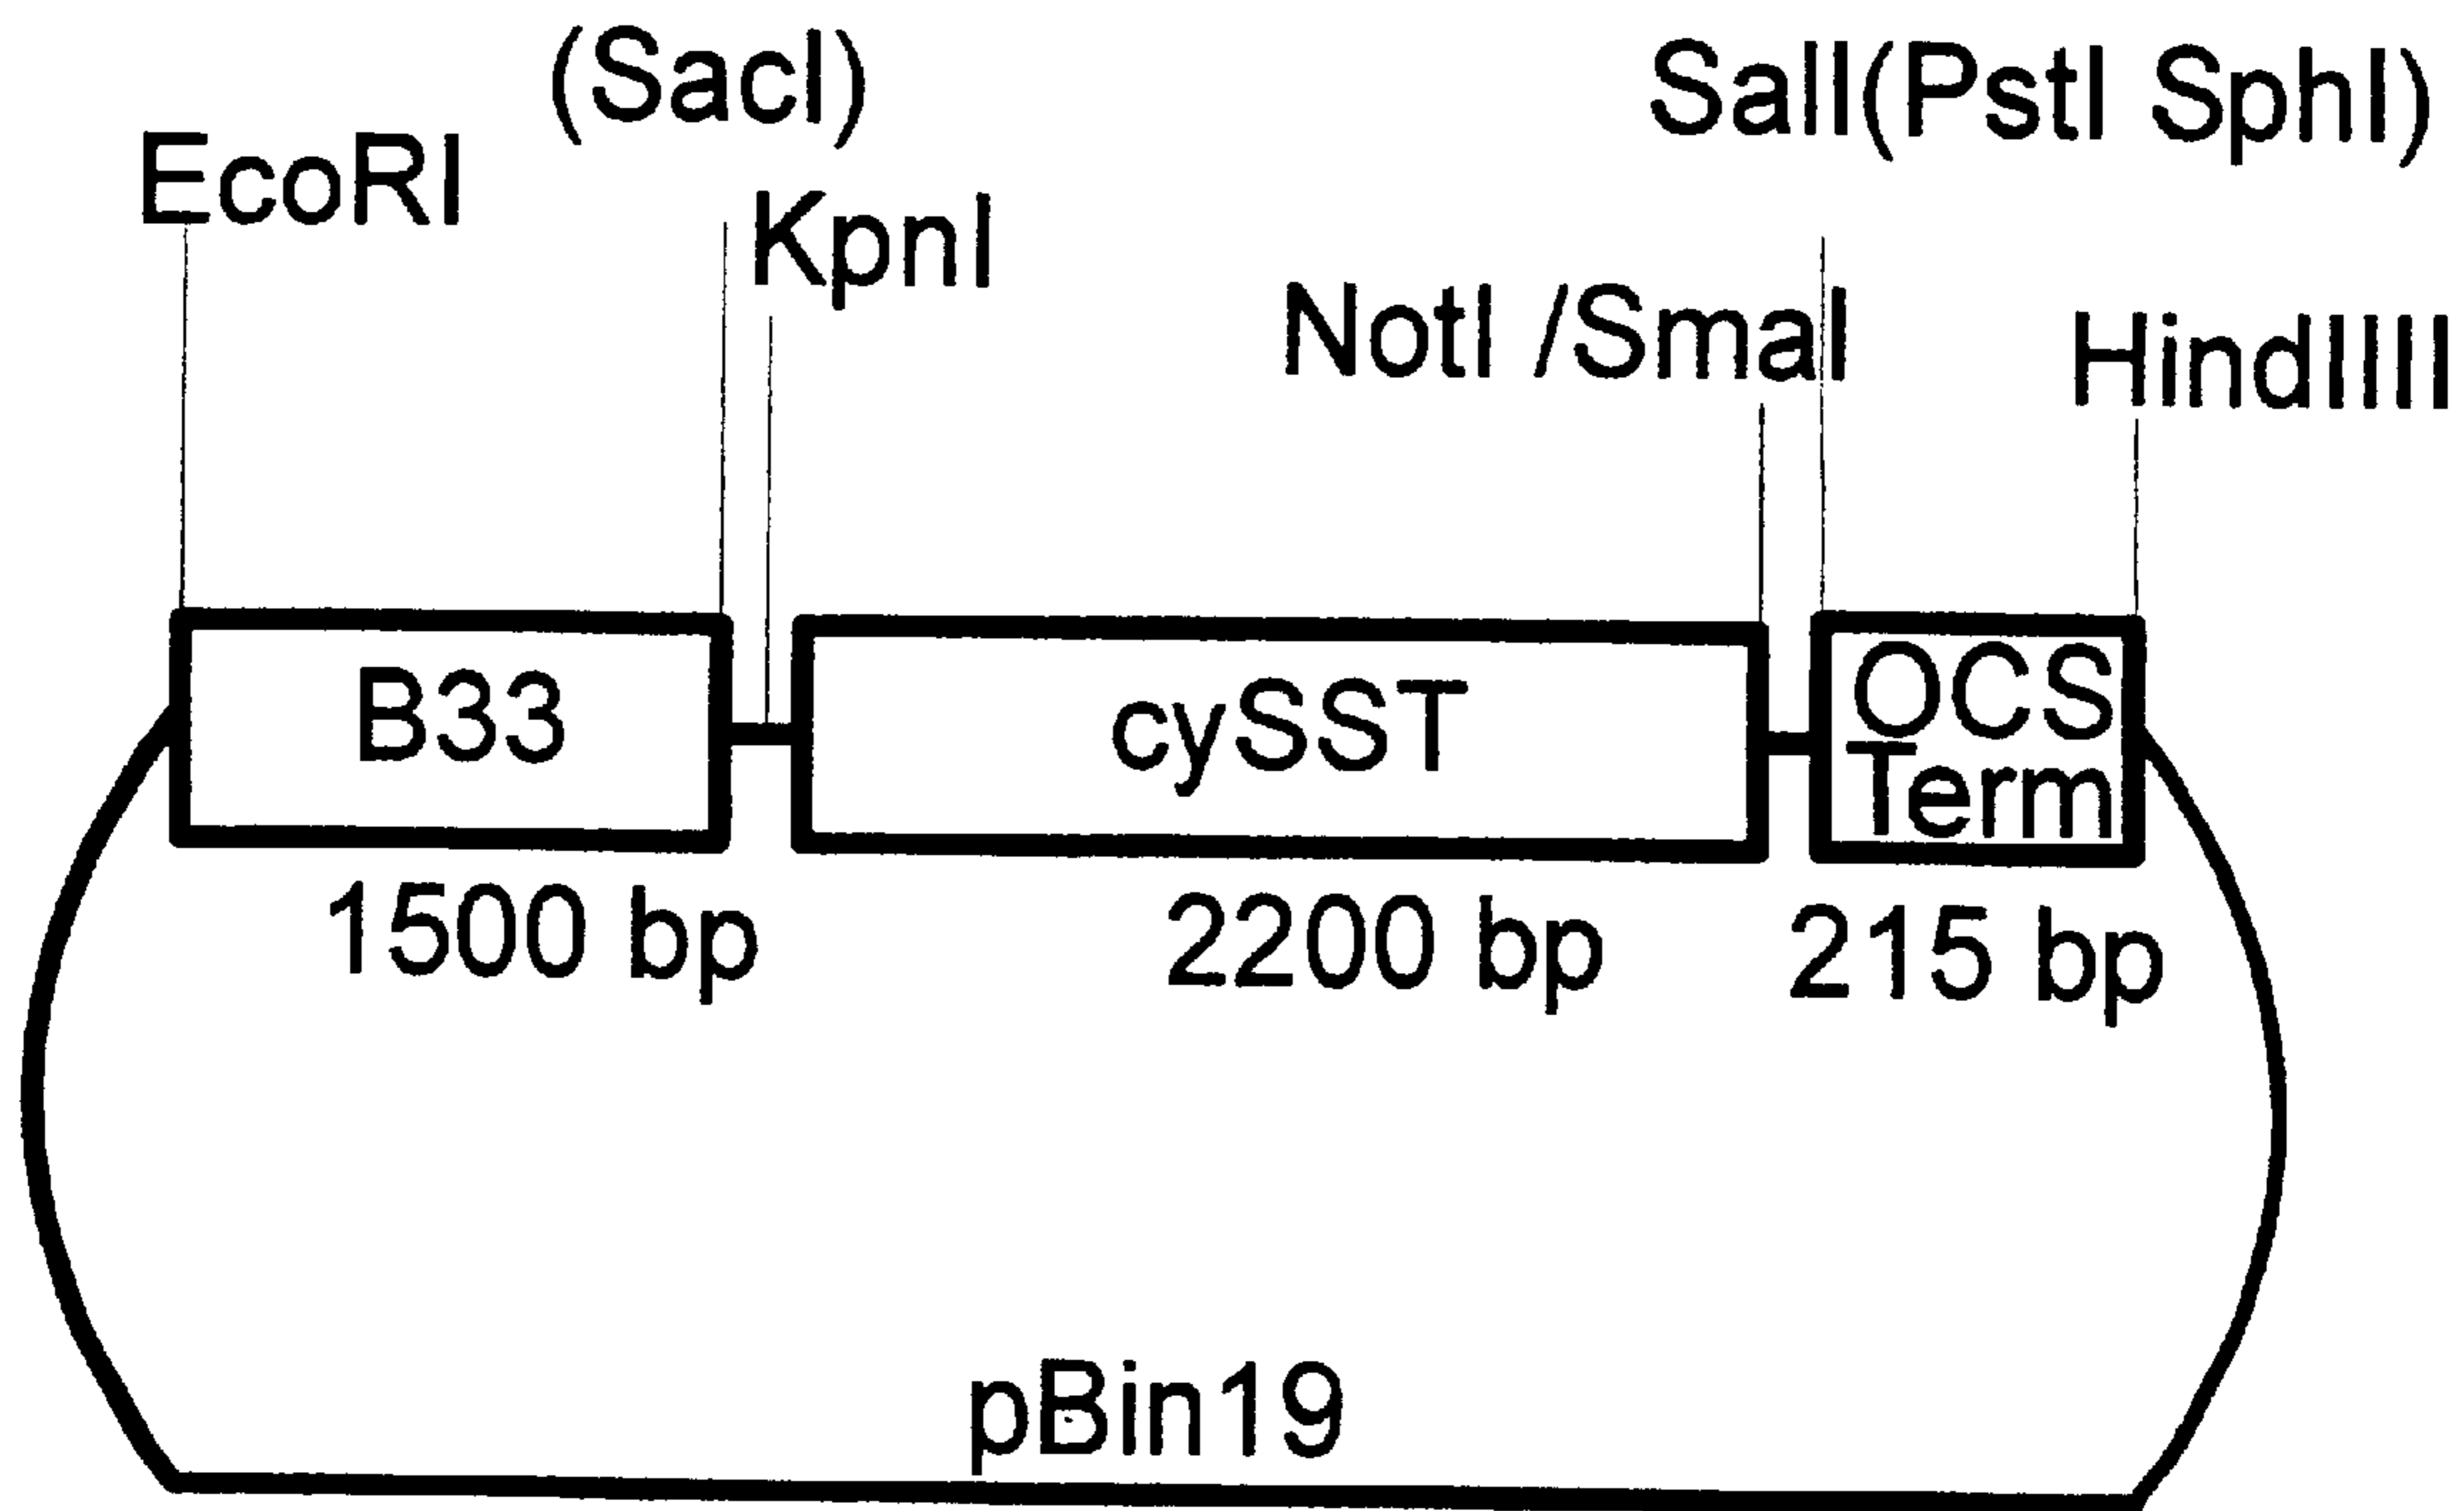 (SacI)
SalI(PstI SphI)
EcoRI
KpnI
NotI /SmaI
HindIIII
B33
cySST
OCS
Term
1500 bp
2200 bp
215 bp
pBin19